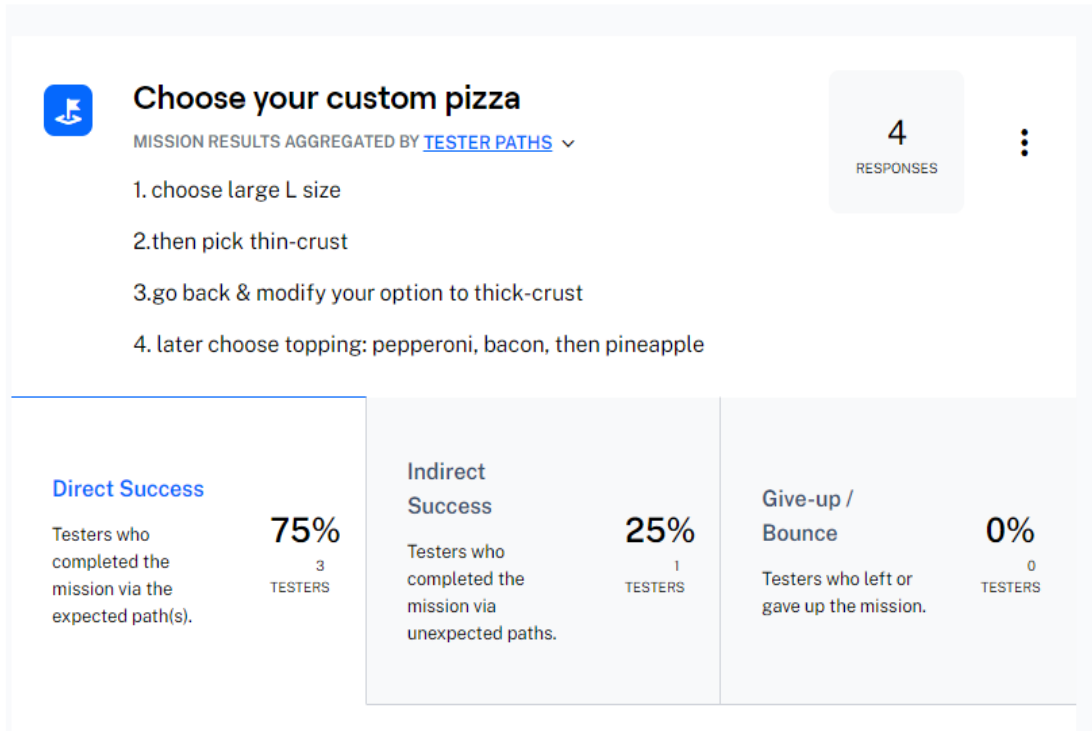 Choose your custom pizza
MISSION RESULTS AGGREGATED BY TESTER PATHS
1. choose large L size
2.then pick thin-crust
3.go back & modify your option to thick-crust
4. later choose topping: pepperoni, bacon, then pineapple
4
RESPONSES
Direct Success
Testers who
completed the
mission via the
expected path(s).
75%
3
TESTERS
Indirect
Success
Testers who
completed the
mission via
unexpected paths.
25%
1
TESTERS
Give-up /
Bounce
Testers who left or
gave up the mission.
0%
0
TESTERS